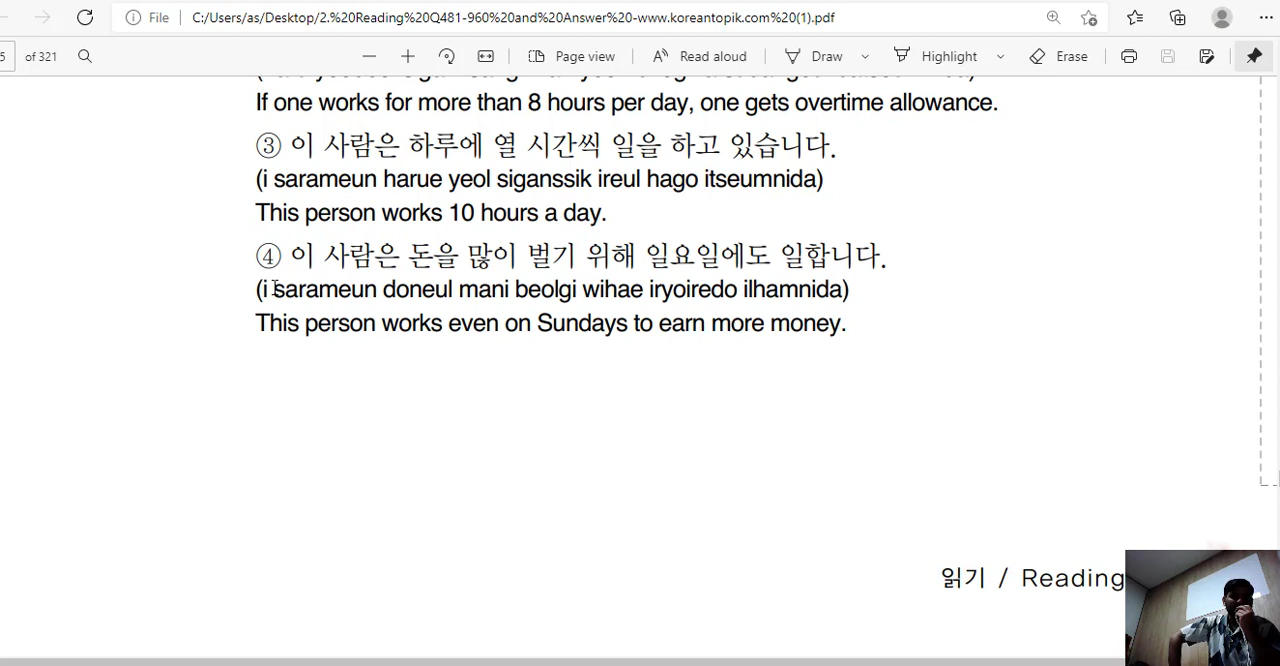 File
C:/Users/as/Desktop/2.%20Reading%20Q481-960%20and%20Answer%20-www.koreantopik.com%20(1).pdf
5 of 321
Page view
Read aloud
Draw
Highlight
Erase
If one works for more than 8 hours per day, one gets overtime allowance.
③ 이 사람은 하루에 열 시간씩 일을 하고 있습니다.
(i sarameun harue yeol siganssik ireul hago itseumnida)
This person works 10 hours a day.
④ 이 사람은 돈을 많이 벌기 위해 일요일에도 일합니다.
(i sarameun doneul mani beolgi wihae iryoiredo ilhamnida)
This person works even on Sundays to earn more money.
읽기 / Reading